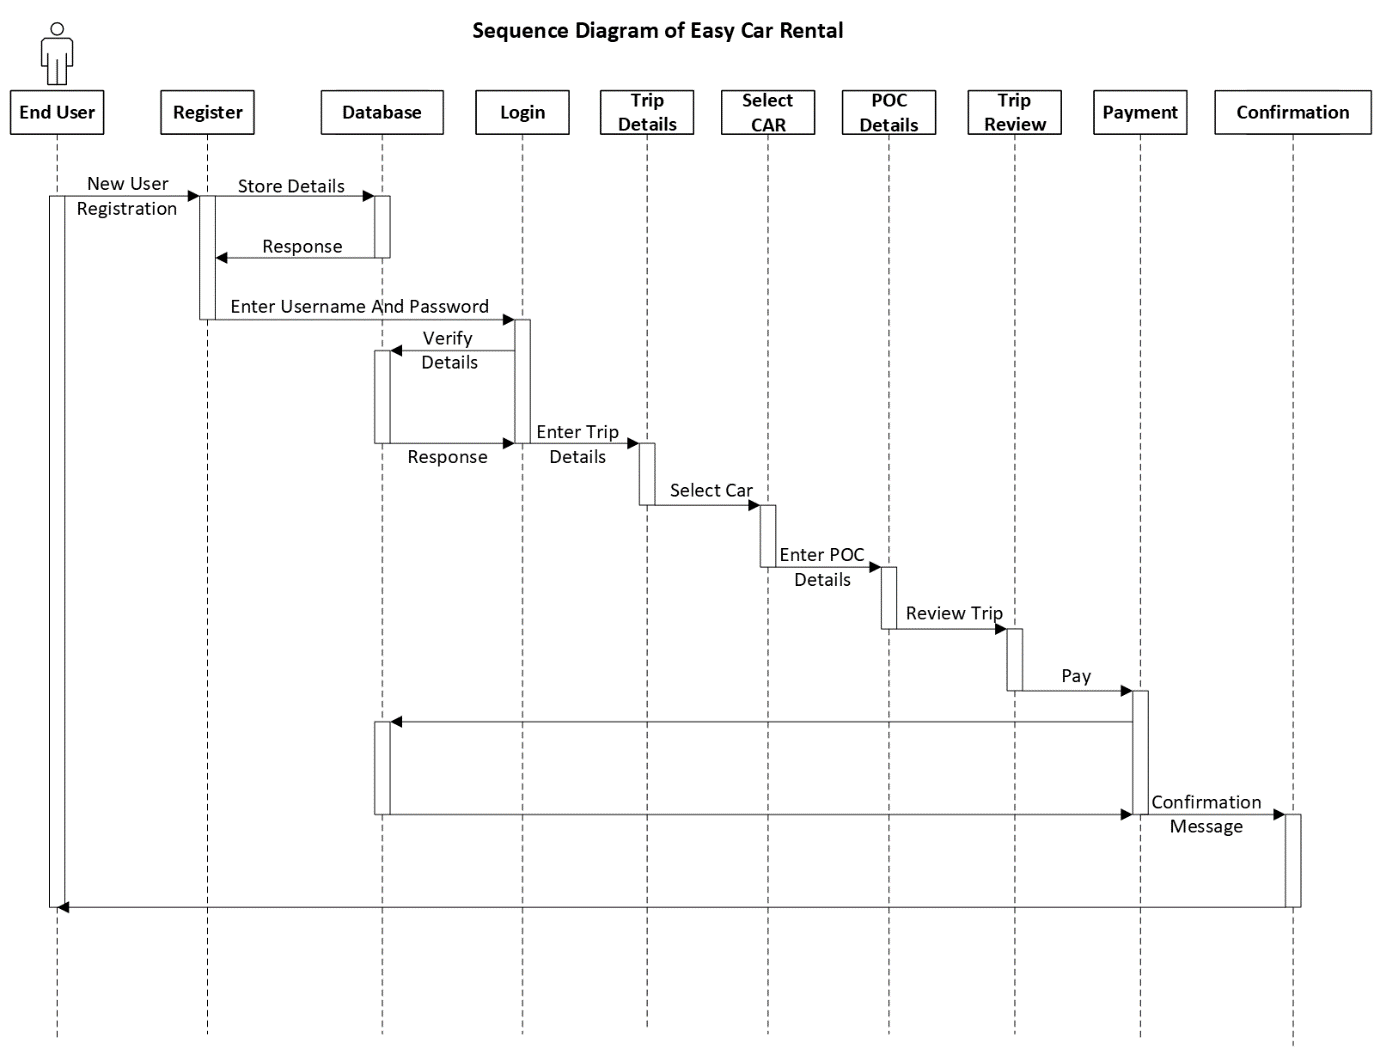 Sequence Diagram of Easy Car Rental
End User
Register
Database
Login
Trip
Details
Select
CAR
POC
Details
Trip
Review
Payment
Confirmation
New User
Registration
Store Details
Response
Enter Username And Password
Verify
Details
Response
Enter Trip
Details
Select Car
Enter POC
Details
Review Trip
Pay
Confirmation
Message